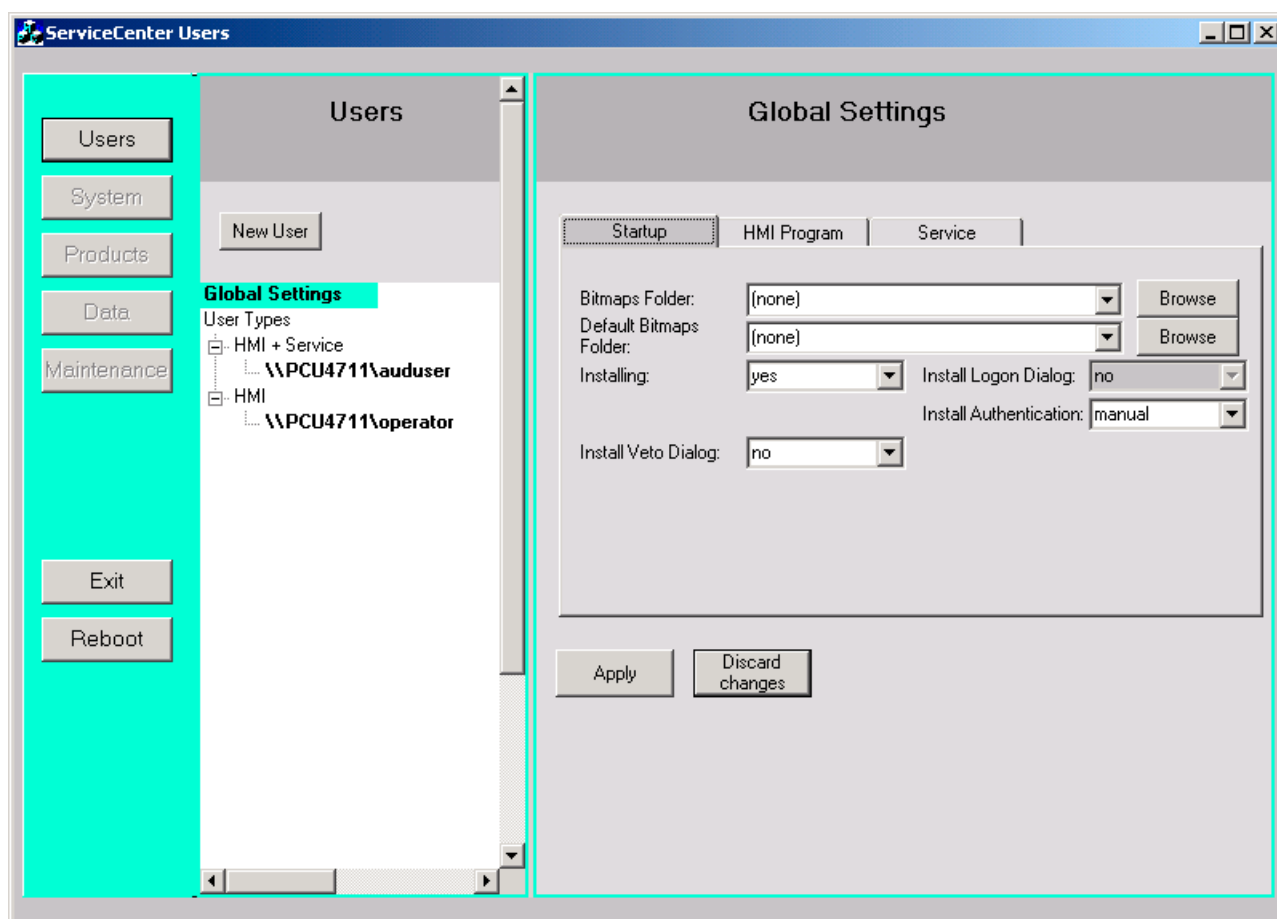 ServiceCenter Users
Users
System
Products
Data
Maintenance
Exit
Reboot
Users
New User
Global Settings
User Types
HMI + Service
\\PCU4711\auduser
HMI
\\PCU4711\operator
Global Settings
Startup HMI Program Service
Bitmaps Folder: (none) Browse
Default Bitmaps
Folder: (none) Browse
Installing: yes Install Logon Dialog: no
Install Authentication: manual
Install Veto Dialog: no
Apply
Discard
changes